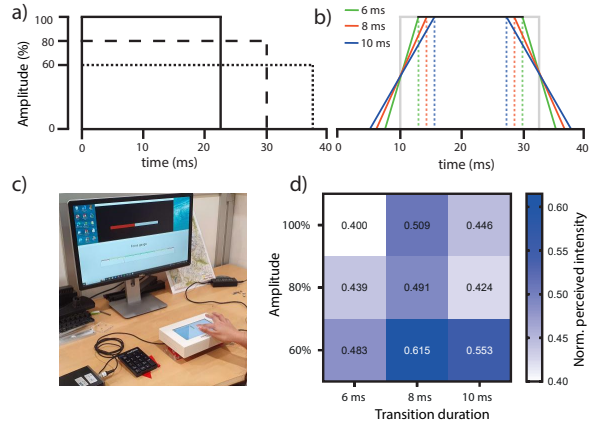 a)
Amplitude (%)
100
80
60
0
0
10
20
30
40
time (ms)
b)
6 ms
8 ms
10 ms
0
10
20
30
40
time (ms)
c)
d)
Amplitude
100%
0.400
0.509
0.446
80%
0.439
0.491
0.424
60%
0.483
0.615
0.553
6 ms
8 ms
10 ms
Transition duration
0.60
0.55
0.50
0.45
0.40
Norm. perceived intensity